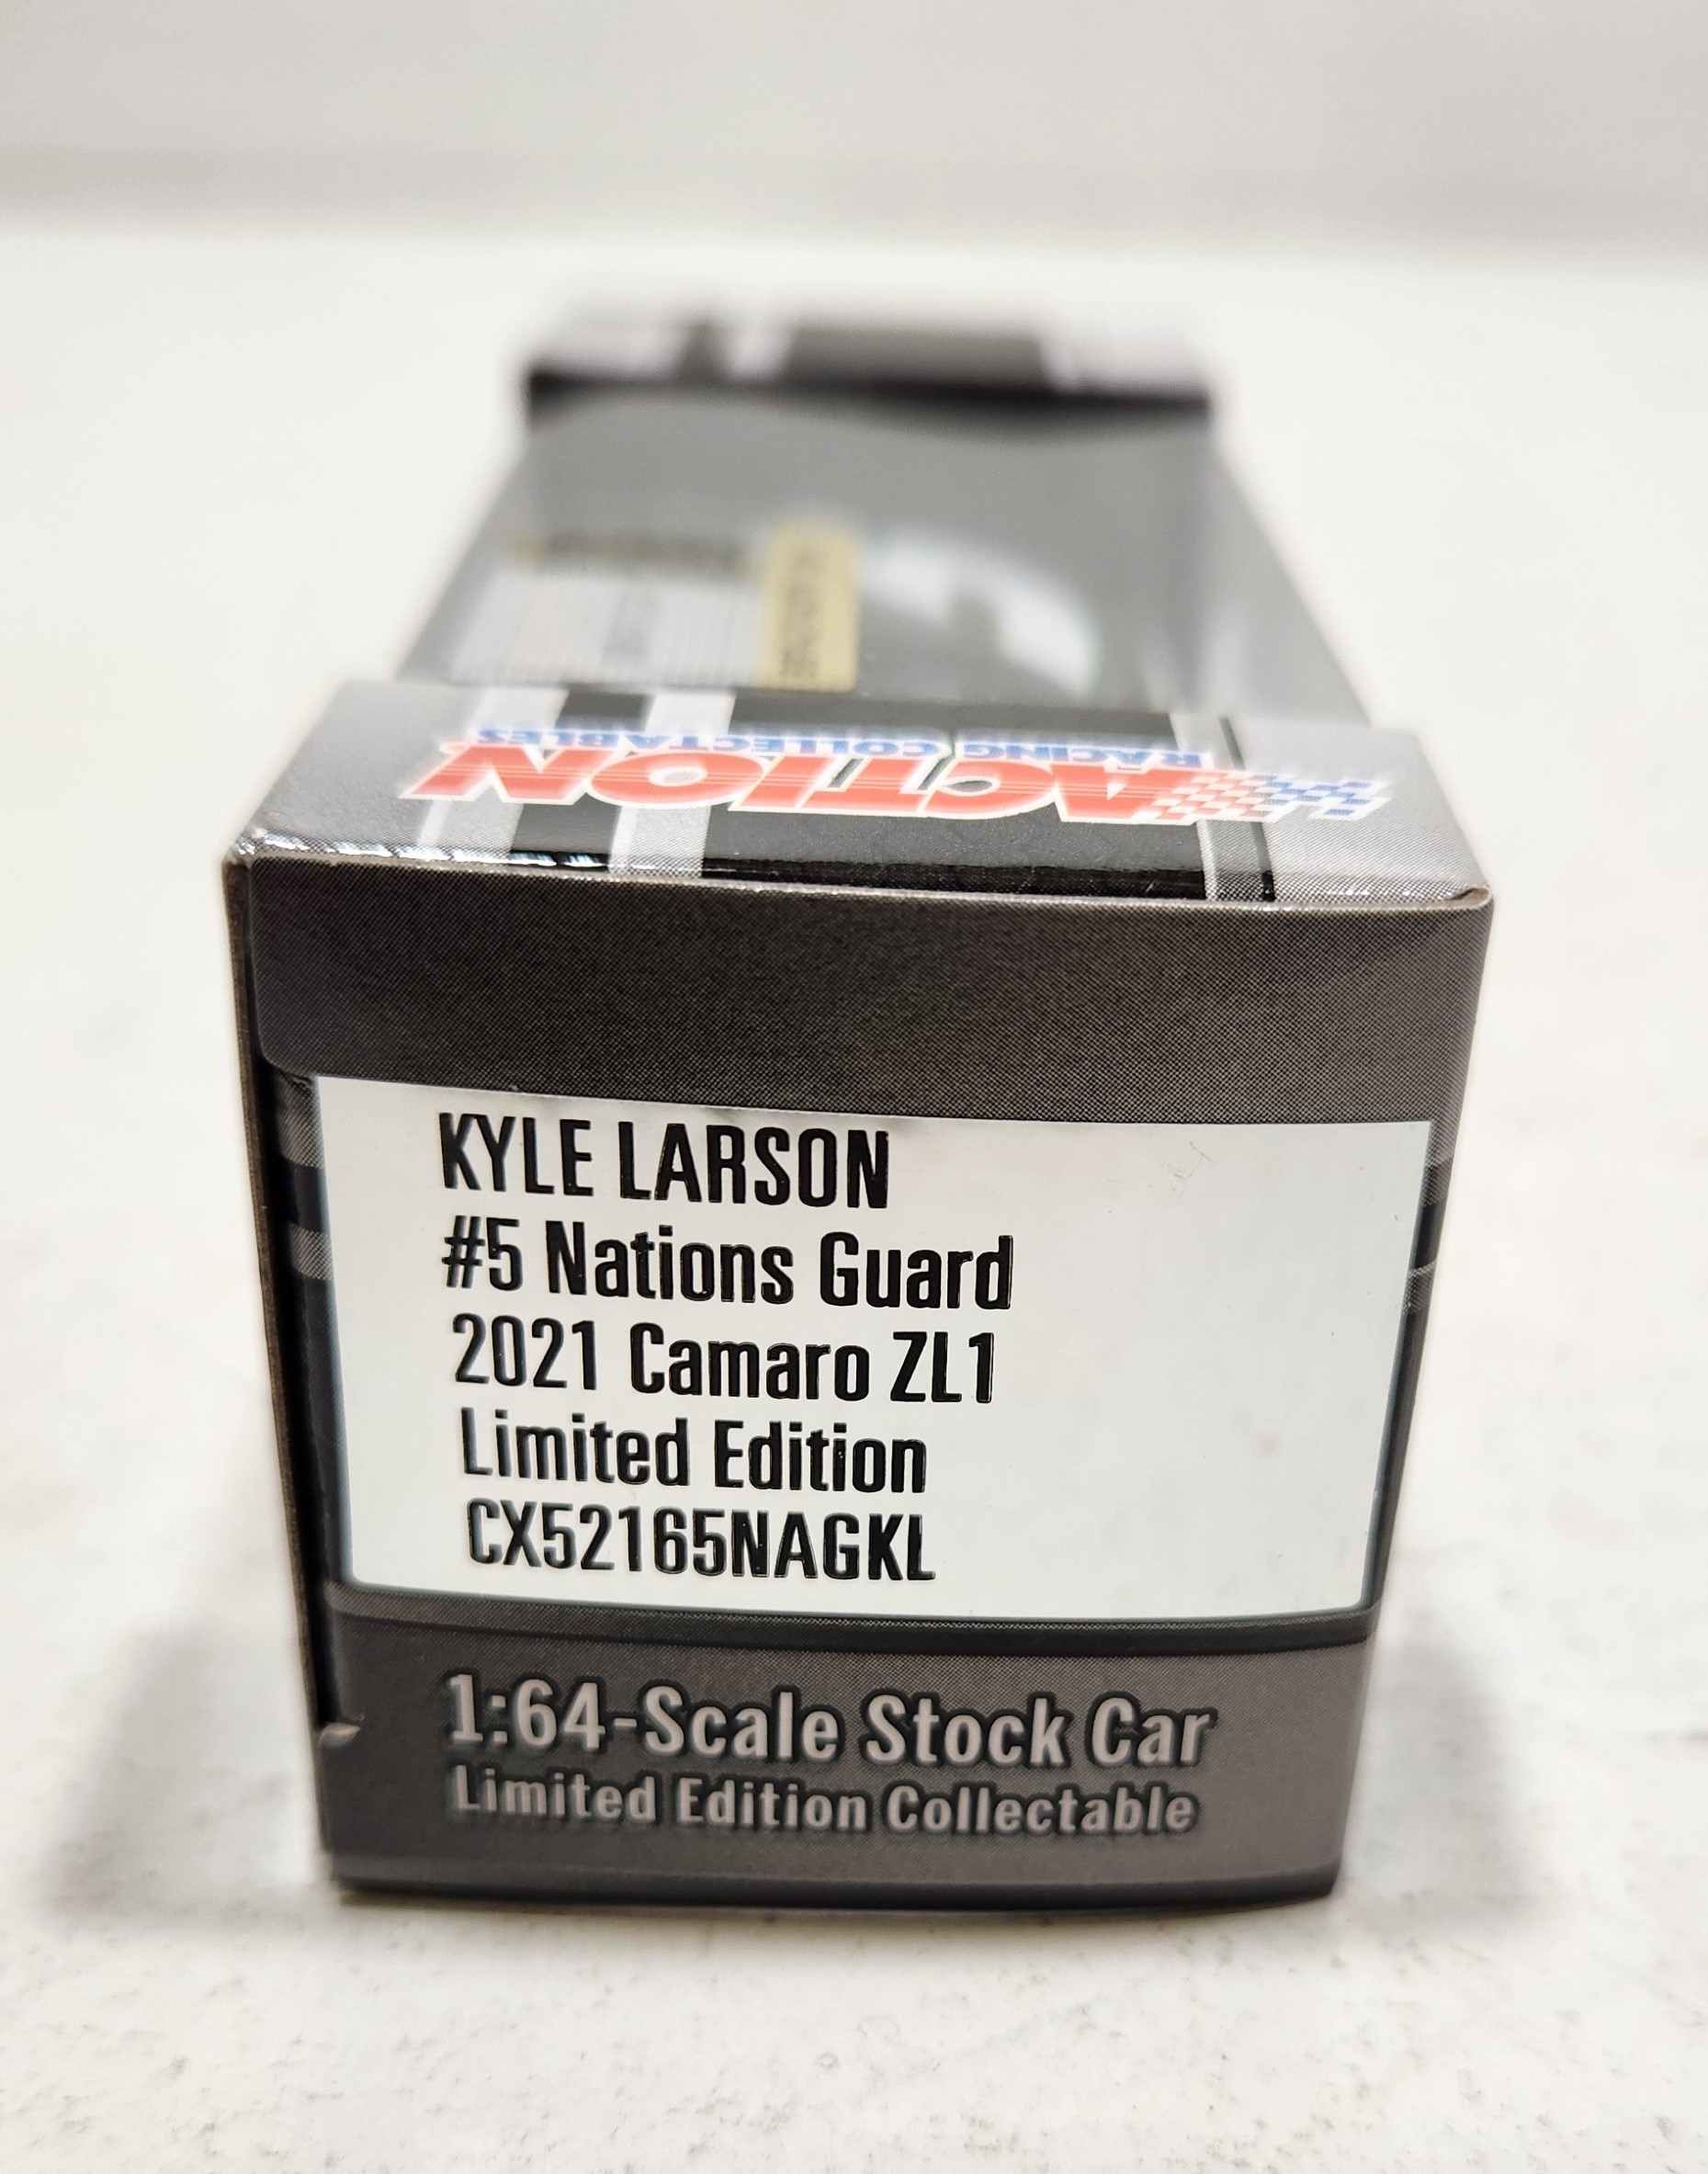 ACTION
RACING COLLECTABLES
KYLE LARSON
#5 Nations Guard
2021 Camaro ZL1
Limited Edition
CX52165NAGKL
1:64-Scale Stock Car
Limited Edition Collectable